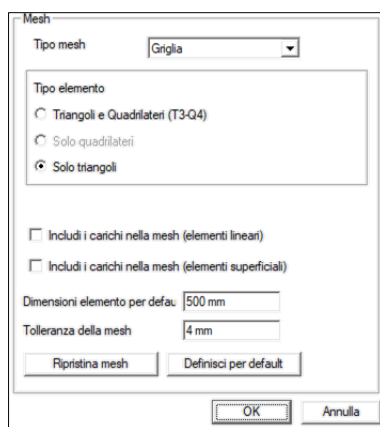 Mesh
Tipo mesh Griglia
Tipo elemento
Triangoli e Quadrilateri (T3-Q4)
Solo quadrilateri
Solo triangoli
Includi i carichi nella mesh (elementi lineari)
Includi i carichi nella mesh (elementi superficiali)
Dimensioni elemento per defau 500 mm
Tolleranza della mesh 4 mm
Ripristina mesh Definisci per default
OK Annulla